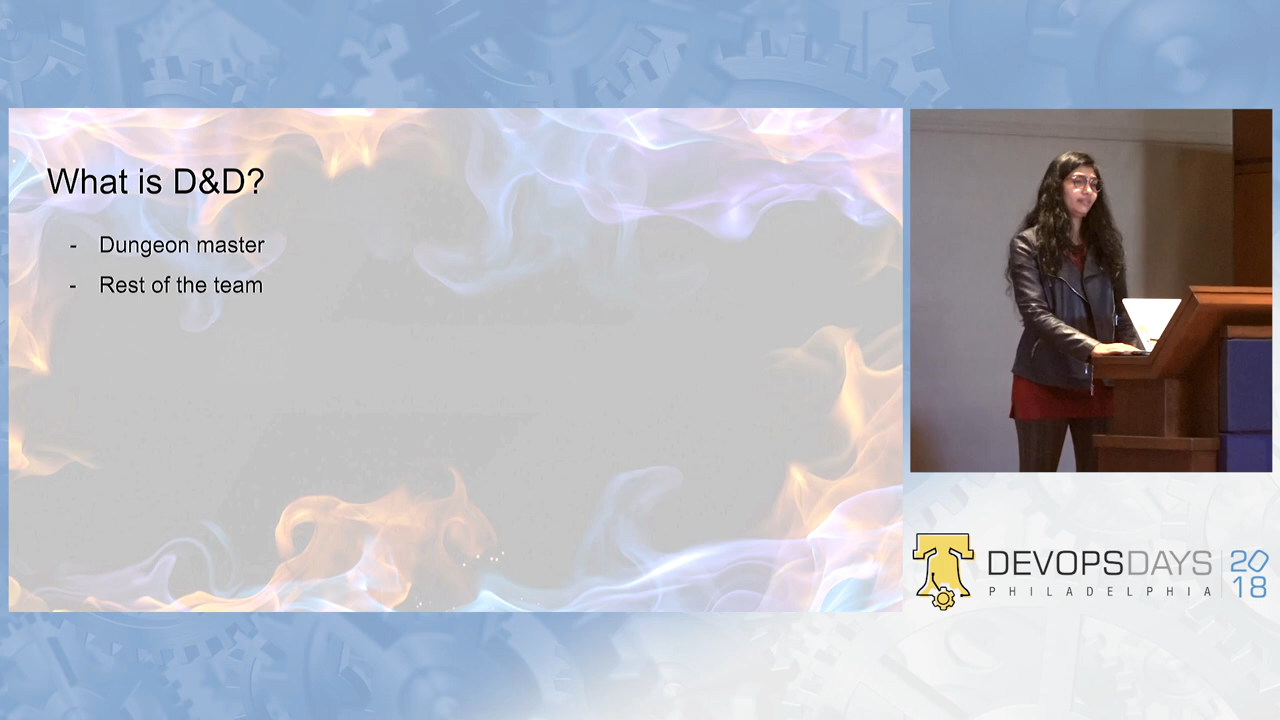 What is D&D?
- Dungeon master
- Rest of the team
DEVOPSDAYS
PHILADELPHIA
20
18